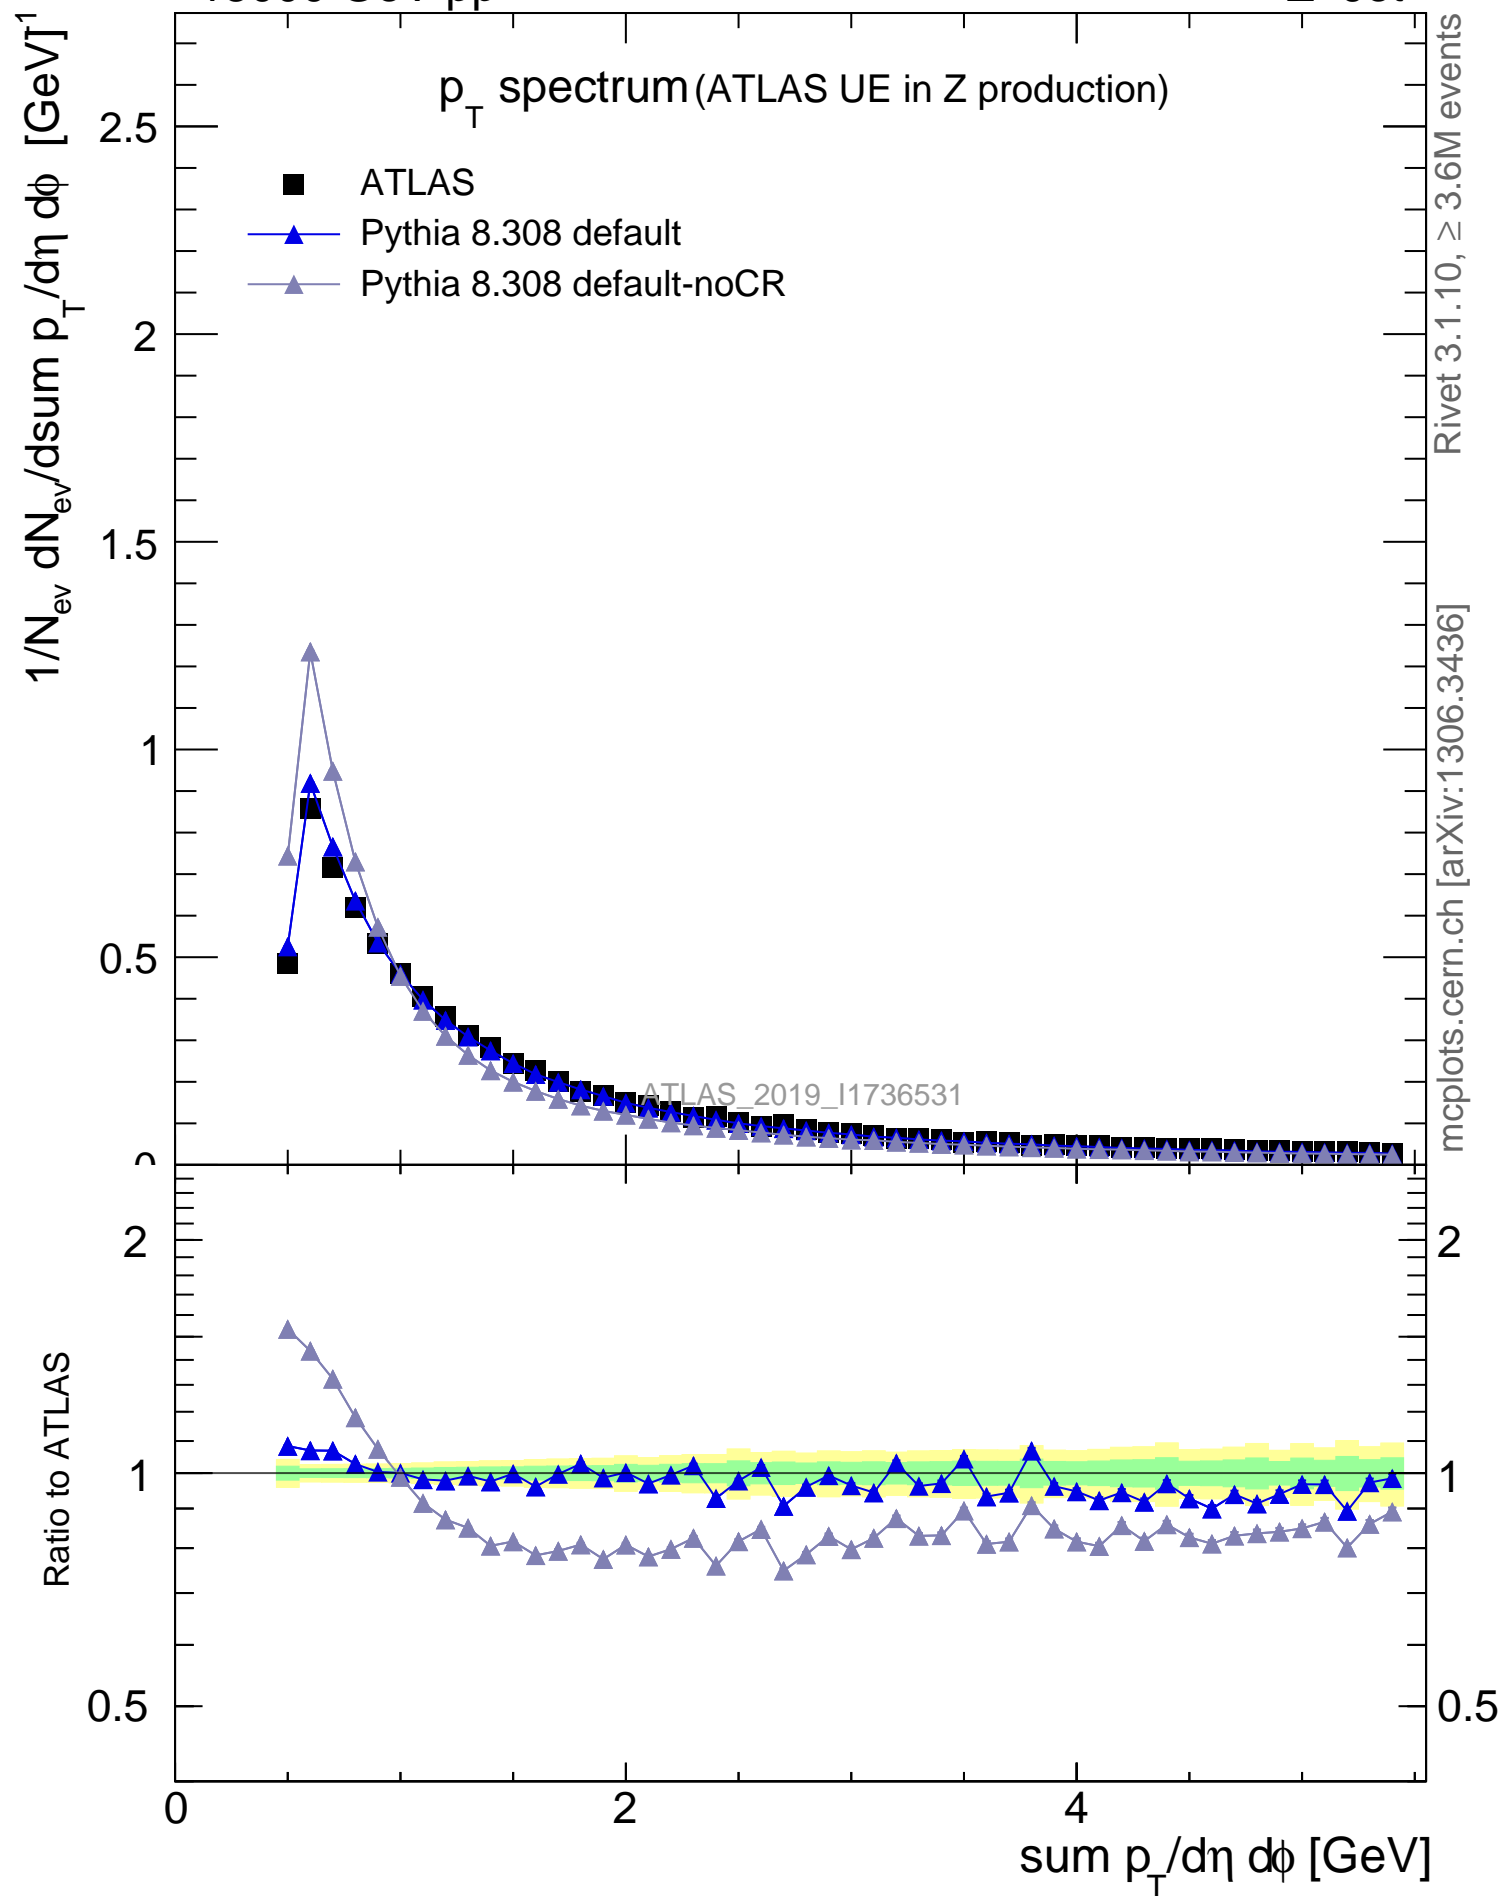 1/N_ev dN_ev/dsum p_T/dη dϕ [GeV]^-1
p_T spectrum (ATLAS UE in Z production)
ATLAS
Pythia 8.308 default
Pythia 8.308 default-noCR
2.5
2
1.5
1
0.5
0
ATLAS_2019_I1736531
Rivet 3.1.10, ≥ 3.6M events
mcplots.cern.ch [arXiv:1306.3436]
Ratio to ATLAS
2
1
0.5
2
1
0.5
0
2
4
sum p_T/dη dϕ [GeV]